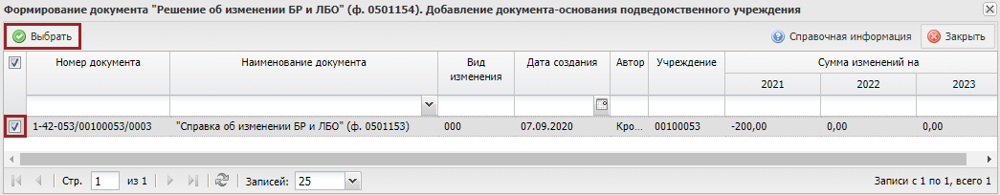 Формирование документа "Решение об изменении БР и ЛБО" (ф. 0501154). Добавление документа-основания подведомственного учреждения
Выбрать Справочная информация Закрыть
Номер документа Наименование документа Вид изменения Дата создания Автор Учреждение Сумма изменений на
2021 2022 2023
1-42-053/00100053/0003 "Справка об изменении БР и ЛБО" (ф. 0501153) 000 07.09.2020 Кро... 00100053 -200,00 0,00 0,00
Стр. 1 из 1 Записей: 25 Записи с 1 по 1, всего 1